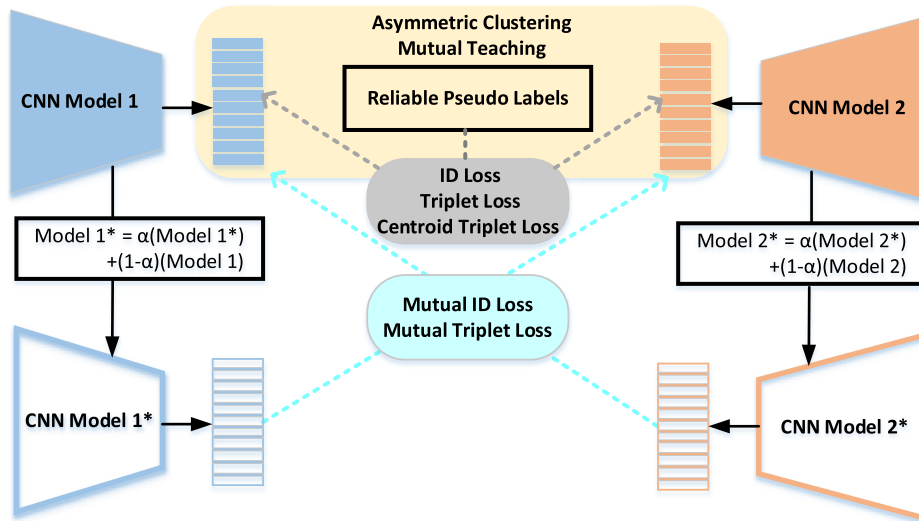 Asymmetric Clustering
Mutual Teaching
CNN Model 1
Reliable Pseudo Labels
CNN Model 2
ID Loss
Triplet Loss
Centroid Triplet Loss
Model 1* = α(Model 1*)
+(1-α)(Model 1)
Model 2* = α(Model 2*)
+(1-α)(Model 2)
Mutual ID Loss
Mutual Triplet Loss
CNN Model 1*
CNN Model 2*